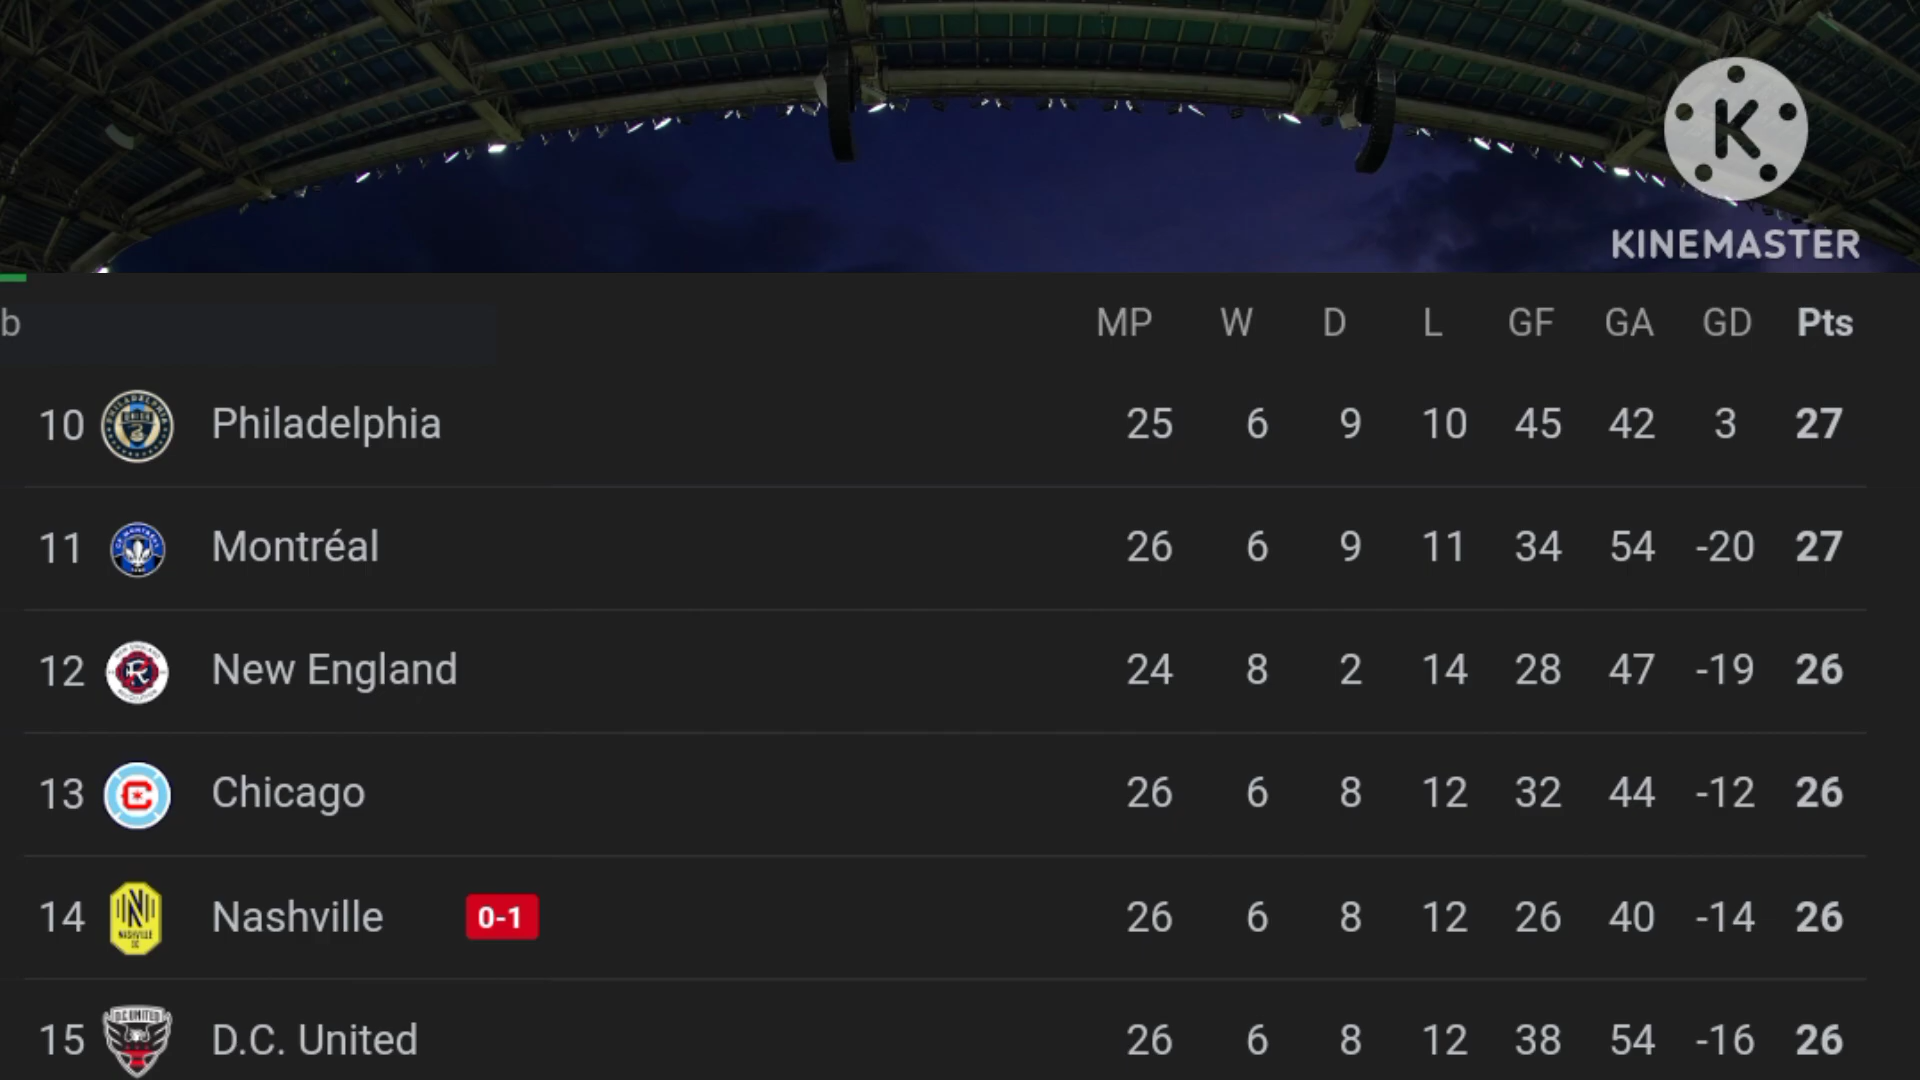 K
KINEMASTER
b MP W D L GF GA GD Pts
10 Philadelphia 25 6 9 10 45 42 3 27
11 Montréal 26 6 9 11 34 54 -20 27
12 New England 24 8 2 14 28 47 -19 26
13 Chicago 26 6 8 12 32 44 -12 26
14 Nashville 0-1 26 6 8 12 26 40 -14 26
15 D.C. United 26 6 8 12 38 54 -16 26